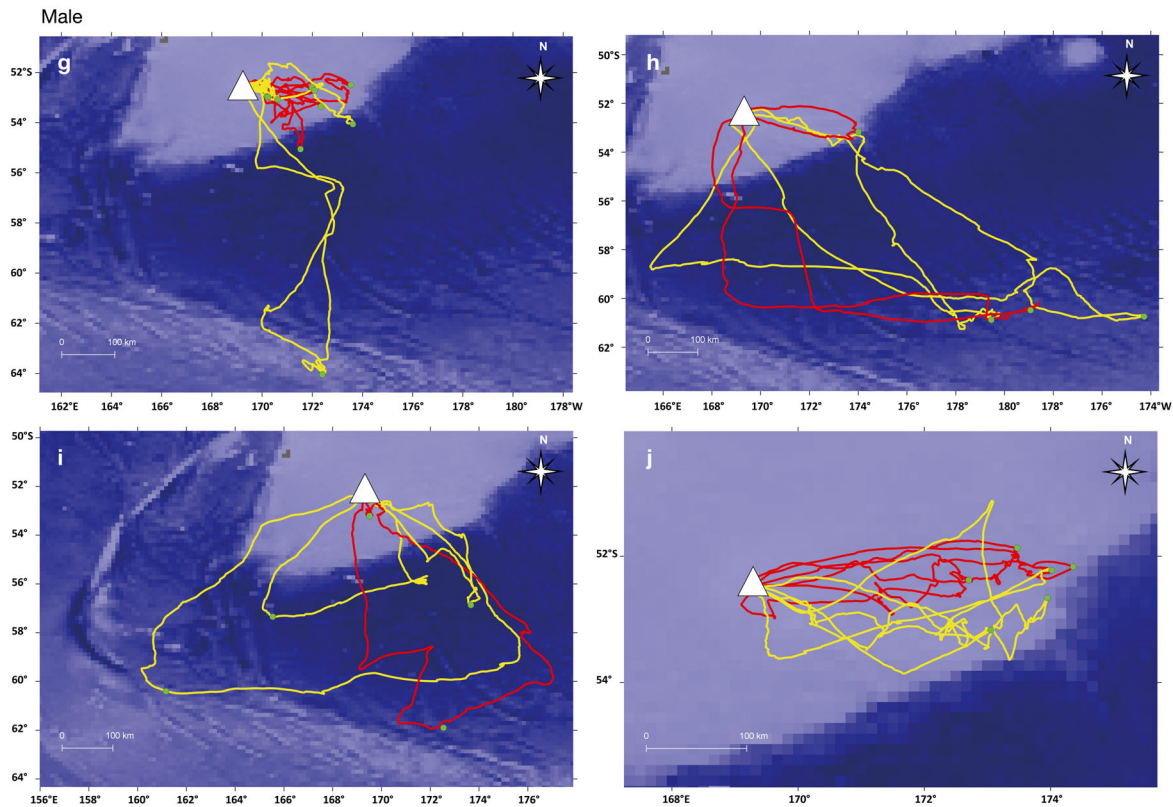 Male
g
N
52°S
54°
56°
58°
60°
62°
64°
0 100 km
162°E 164° 166° 168° 170° 172° 174° 176° 178° 180° 178°W
h
N
50°S
52°
54°
56°
58°
60°
62°
0 100 km
166°E 168° 170° 172° 174° 176° 178° 180° 178° 176° 174°W
i
N
50°S
52°
54°
56°
58°
60°
62°
64°
0 100 km
156°E 158° 160° 162° 164° 166° 168° 170° 172° 174° 176°
j
N
52°S
54°
0 100 km
168°E 170° 172° 174°